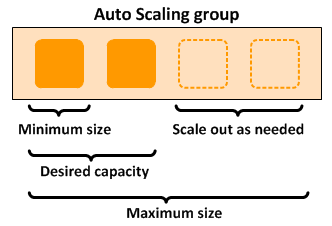 Auto Scaling group
Minimum size
Scale out as needed
Desired capacity
Maximum size